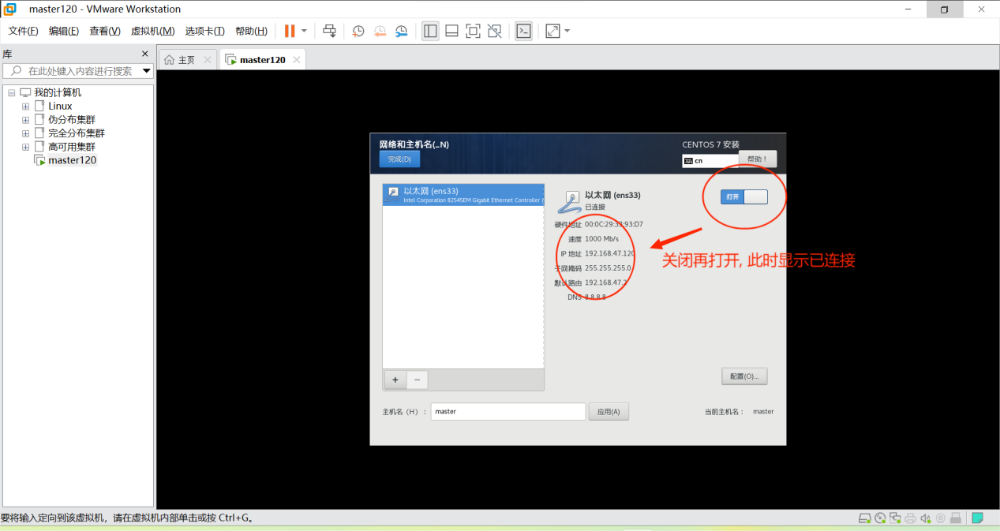 master120 - VMware Workstation
文件(F) 编辑(E) 查看(V) 虚拟机(M) 选项卡(T) 帮助(H)
库
主页
master120
在此处键入内容进行搜索
我的计算机
Linux
伪分布集群
完全分布集群
高可用集群
master120
网络和主机名(_N)
CENTOS 7 安装
完成(D)
cn
帮助！
以太网 (ens33)
Intel Corporation 82545EM Gigabit Ethernet Controller (
以太网 (ens33)
已连接
打开
硬件地址 00:0C:29:33:93:D7
速度 1000 Mb/s
IP 地址 192.168.47.120
子网掩码 255.255.255.0
默认路由 192.168.47.2
DNS 8.8.8.8
关闭再打开, 此时显示已连接
+ −
配置(O)...
主机名（H）： master
应用(A)
当前主机名： master
要将输入定向到该虚拟机，请在虚拟机内部单击或按 Ctrl+G。